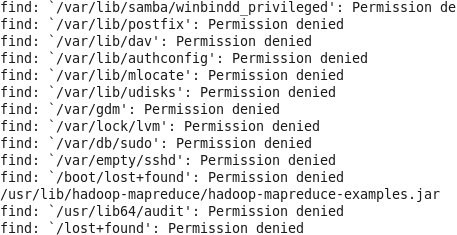 find: `/var/lib/samba/winbindd_privileged': Permission de
find: `/var/lib/postfix': Permission denied
find: `/var/lib/dav': Permission denied
find: `/var/lib/authconfig': Permission denied
find: `/var/lib/mlocate': Permission denied
find: `/var/lib/udisks': Permission denied
find: `/var/gdm': Permission denied
find: `/var/lock/lvm': Permission denied
find: `/var/db/sudo': Permission denied
find: `/var/empty/sshd': Permission denied
find: `/boot/lost+found': Permission denied
/usr/lib/hadoop-mapreduce/hadoop-mapreduce-examples.jar
find: `/usr/lib64/audit': Permission denied
find: `/lost+found': Permission denied